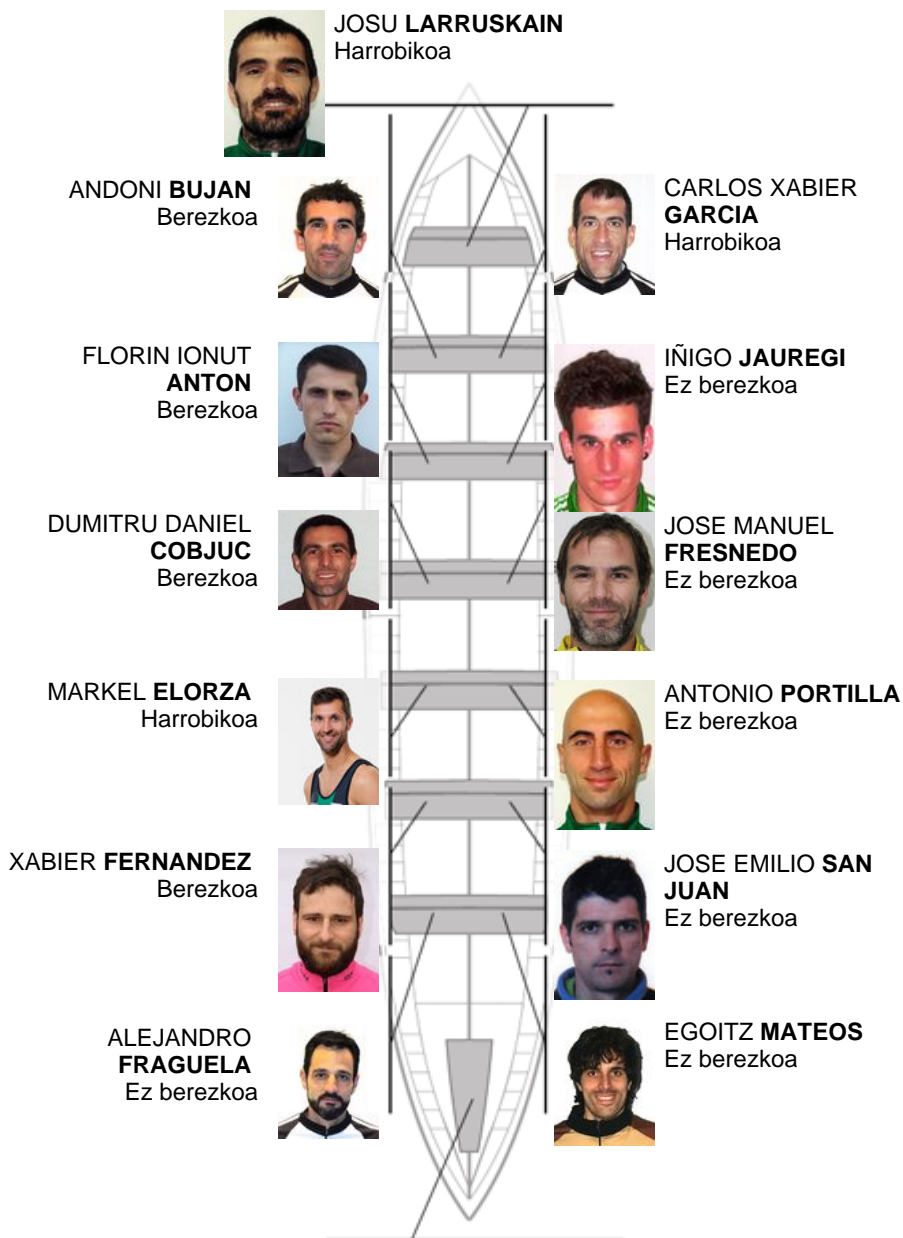 JOSU LARRUSKAIN
Harrobikoa
ANDONI BUJAN
Berezkoa
CARLOS XABIER
GARCIA
Harrobikoa
FLORIN IONUT
ANTON
Berezkoa
IÑIGO JAUREGI
Ez berezkoa
DUMITRU DANIEL
COBJUC
Berezkoa
JOSE MANUEL
FRESNEDO
Ez berezkoa
MARKEL ELORZA
Harrobikoa
ANTONIO PORTILLA
Ez berezkoa
XABIER FERNANDEZ
Berezkoa
JOSE EMILIO SAN
JUAN
Ez berezkoa
ALEJANDRO
FRAGUELA
Ez berezkoa
EGOITZ MATEOS
Ez berezkoa